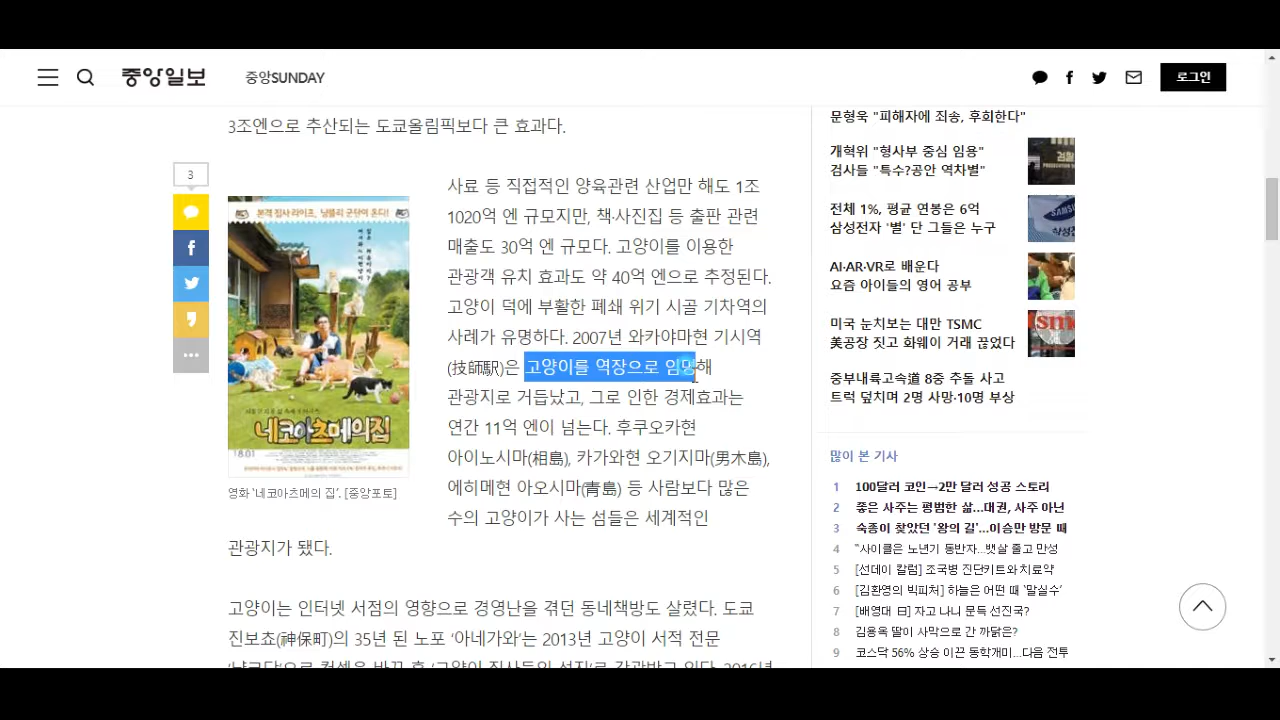 중앙일보
중앙SUNDAY
로그인
3조엔으로 추산되는 도쿄올림픽보다 큰 효과다.
3
본격 집사 라이프, 냥블리 군단이 온다!
네코아츠메의집
영화 '네코아츠메의 집'. [중앙포토]
사료 등 직접적인 양육관련 산업만 해도 1조
1020억 엔 규모지만, 책·사진집 등 출판 관련
매출도 30억 엔 규모다. 고양이를 이용한
관광객 유치 효과도 약 40억 엔으로 추정된다.
고양이 덕에 부활한 폐쇄 위기 시골 기차역의
사례가 유명하다. 2007년 와카야마현 기시역
(技師駅)은 고양이를 역장으로 임명해
관광지로 거듭났고, 그로 인한 경제효과는
연간 11억 엔이 넘는다. 후쿠오카현
아이노시마(相島), 카가와현 오기지마(男木島),
에히메현 아오시마(青島) 등 사람보다 많은
수의 고양이가 사는 섬들은 세계적인
관광지가 됐다.
고양이는 인터넷 서점의 영향으로 경영난을 겪던 동네책방도 살렸다. 도쿄
진보쵸(神保町)의 35년 된 노포 '아네가와'는 2013년 고양이 서적 전문
문형욱 "피해자에 죄송, 후회한다"
개혁위 "형사부 중심 임용"
검사들 "특수?공안 역차별"
전체 1%, 평균 연봉은 6억
삼성전자 '별' 단 그들은 누구
AI·AR·VR로 배운다
요즘 아이들의 영어 공부
미국 눈치보는 대만 TSMC
美공장 짓고 화웨이 거래 끊었다
중부내륙고속道 8중 추돌 사고
트럭 덮치며 2명 사망·10명 부상
많이 본 기사
1 100달러 코인→2만 달러 성공 스토리
2 좋은 사주는 평범한 삶...대권, 사주 아닌
3 숙종이 찾았던 '왕의 길'...이승만 방문 때
4 “사이클은 노년기 동반자...뱃살 줄고 만성
5 [선데이 칼럼] 조국병 진단키트와 치료약
6 [김환영의 빅피처] 하늘은 어떤 때 ‘말실수’
7 [배영대 曰] 자고 나니 문득 선진국?
8 김용옥 딸이 사막으로 간 까닭은?
9 코스닥 56% 상승 이끈 동학개미...다음 전투